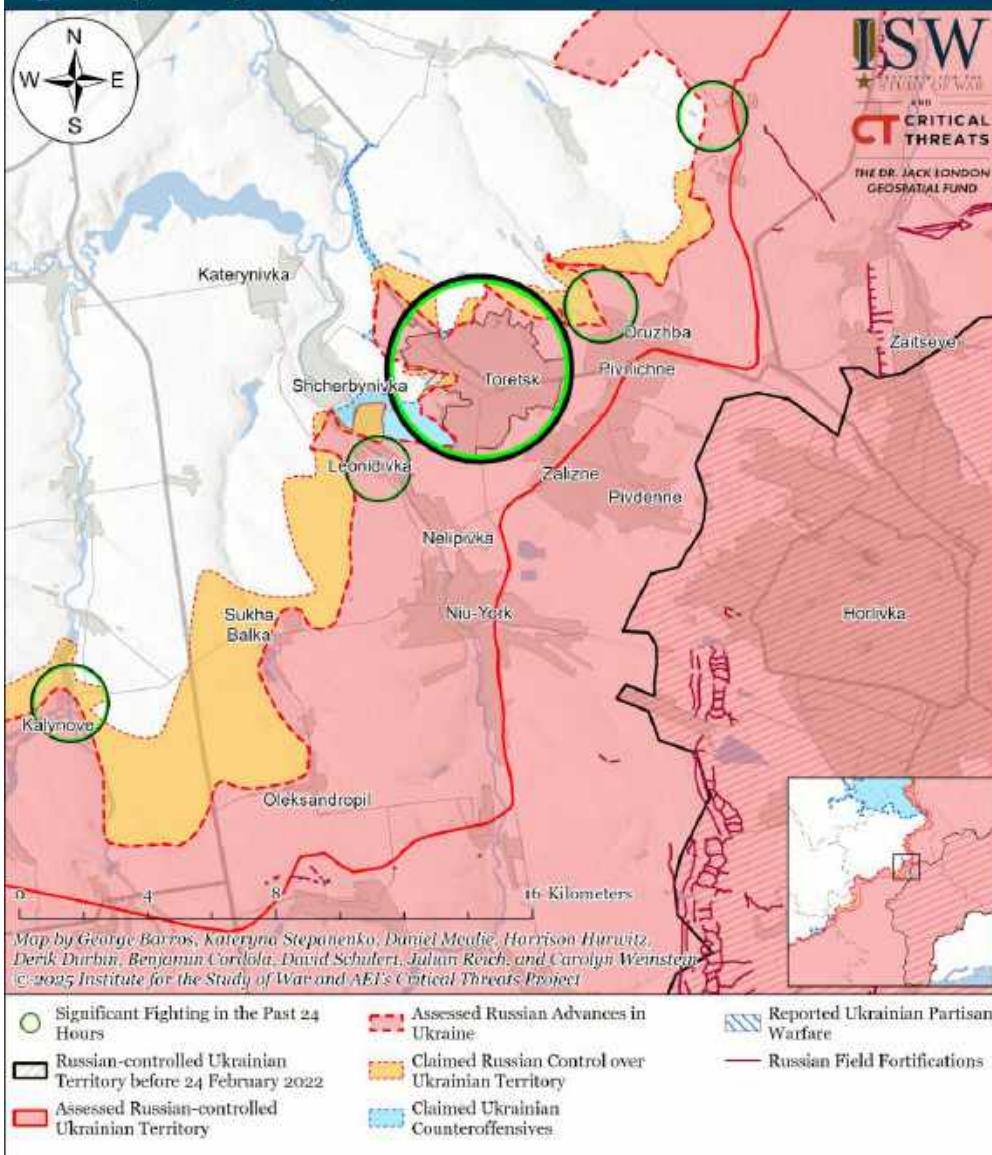 N
W E
S
ISW
INSTITUTE FOR THE
STUDY OF WAR
AND
CT CRITICAL
THREATS
THE DR. JACK LONDON
GEOSPATIAL FUND
Katerynivka
Druzhba
Zaitseve
Pivnichne
Shcherbynivka
Toretsk
Leonidivka
Zalizne
Pivdenne
Nelipivka
Sukha
Balka
Niu-York
Horlivka
Kalynove
Oleksandropil
0 4 8 16 Kilometers
Map by George Barros, Kateryna Stepanenko, Daniel Mealie, Harrison Hurwitz,
Derik Durbin, Benjamin Cordola, David Schulert, Julian Reich, and Carolyn Weinstein
© 2025 Institute for the Study of War and AEI's Critical Threats Project
Significant Fighting in the Past 24
Hours
Russian-controlled Ukrainian
Territory before 24 February 2022
Assessed Russian-controlled
Ukrainian Territory
Assessed Russian Advances in
Ukraine
Claimed Russian Control over
Ukrainian Territory
Claimed Ukrainian
Counteroffensives
Reported Ukrainian Partisan
Warfare
Russian Field Fortifications